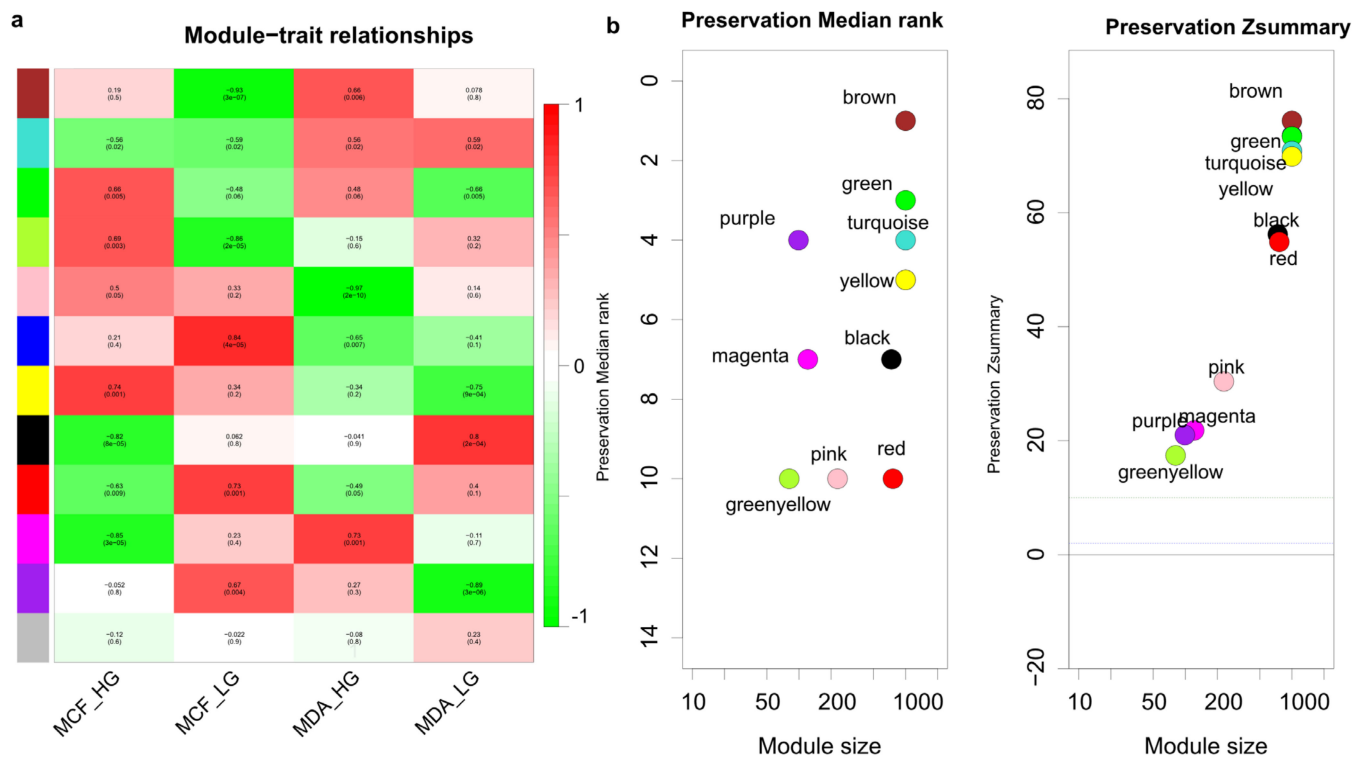 a
Module−trait relationships
0.19
(0.5)
−0.93
(3e−07)
0.66
(0.006)
0.078
(0.8)
−0.56
(0.02)
−0.59
(0.02)
0.56
(0.02)
0.59
(0.02)
0.66
(0.005)
−0.48
(0.06)
0.48
(0.06)
−0.66
(0.005)
0.69
(0.003)
−0.86
(2e−05)
−0.15
(0.6)
0.32
(0.2)
0.5
(0.05)
0.33
(0.2)
−0.97
(2e−10)
0.14
(0.6)
0.21
(0.4)
0.84
(4e−05)
−0.65
(0.007)
−0.41
(0.1)
0.74
(0.001)
0.34
(0.2)
−0.34
(0.2)
−0.75
(9e−04)
−0.82
(8e−05)
0.062
(0.8)
−0.041
(0.9)
0.8
(2e−04)
−0.63
(0.009)
0.73
(0.001)
−0.49
(0.05)
0.4
(0.1)
−0.85
(3e−05)
0.23
(0.4)
0.73
(0.001)
−0.11
(0.7)
−0.052
(0.8)
0.67
(0.004)
0.27
(0.3)
−0.89
(3e−06)
−0.12
(0.6)
−0.022
(0.9)
−0.08
(0.8)
0.23
(0.4)
MCF_HG
MCF_LG
MDA_HG
MDA_LG
1
0
-1
b
Preservation Median rank
Preservation Median rank
0
2
4
6
8
10
12
14
brown
green
purple
turquoise
yellow
magenta
black
pink
red
greenyellow
10
50
200
1000
Module size
Preservation Zsummary
Preservation Zsummary
80
60
40
20
0
−20
brown
green
turquoise
yellow
black
red
pink
purple
magenta
greenyellow
10
50
200
1000
Module size